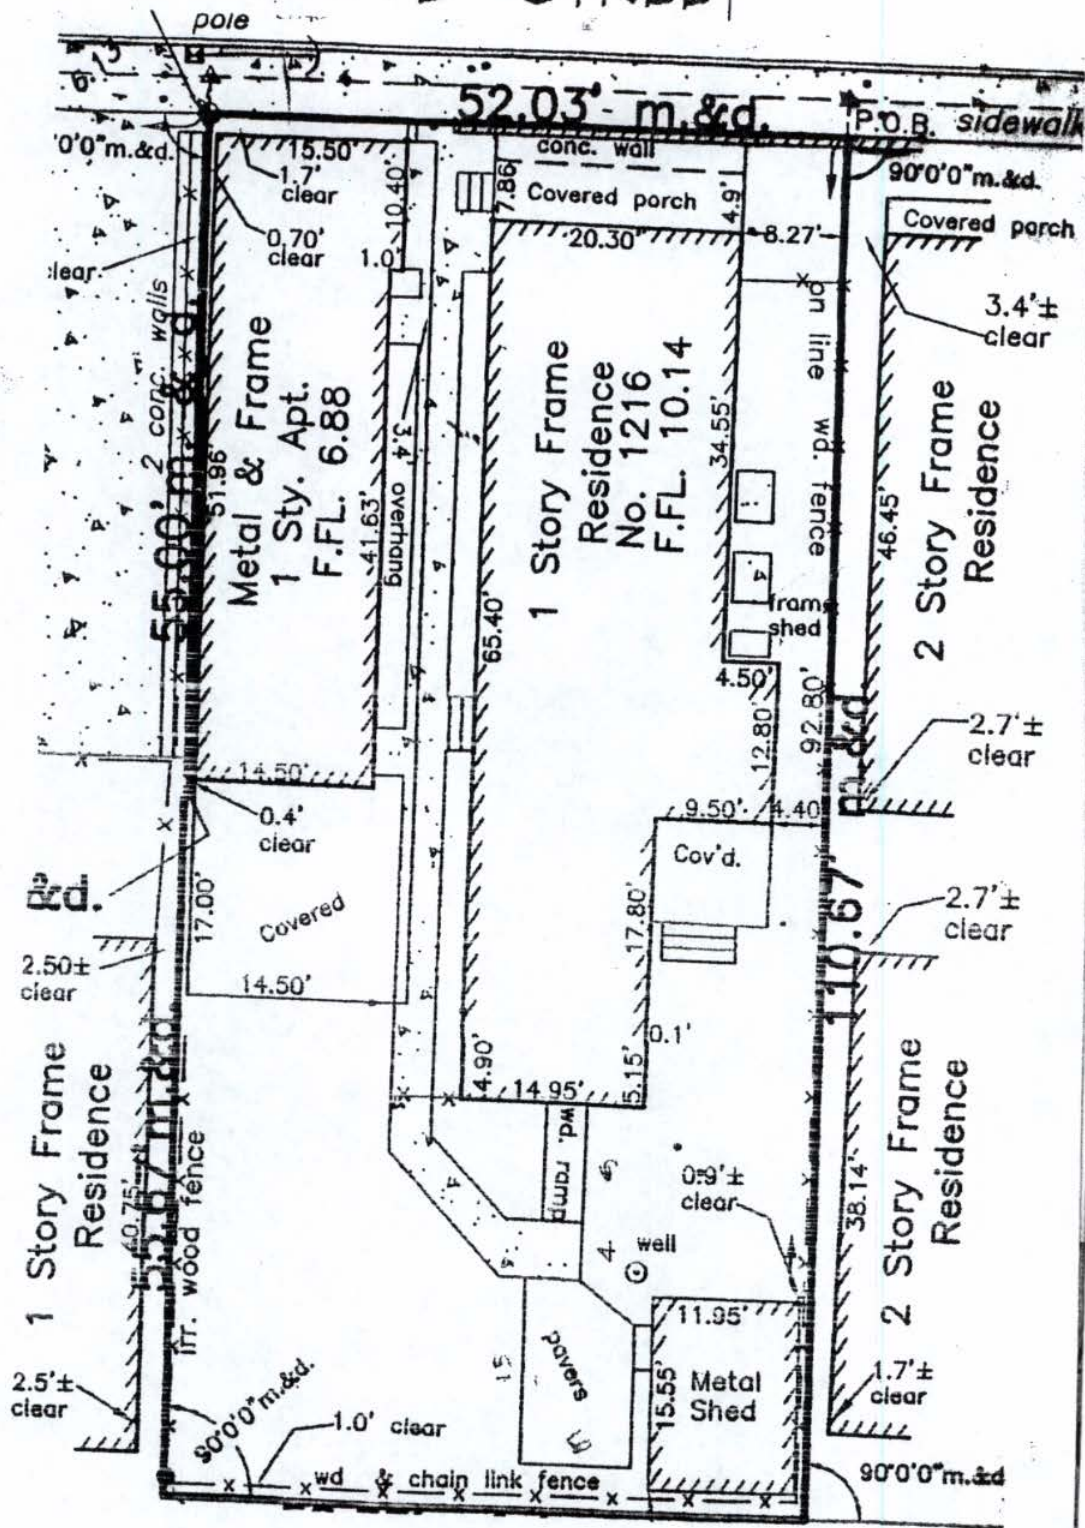 pole
52.03' m.&d.
P.O.B. sidewalk
'0'0"m.&d.
15.50'
1.7'
clear
10.40'
7.86'
conc. wall
Covered porch
4.9'
90'0'0"m.&d.
Covered porch
0.70'
clear
1.0'
20.30'
8.27'
3.4'±
clear
2 conc. walls
55.00' m. & d.
51.96'
Metal & Frame
1 Sty. Apt.
F.FL. 6.88
41.63'
3.4' overhang
65.40'
1 Story Frame
Residence
No. 1216
F.FL. 10.14
34.55'
on line wd. fence
46.45'
2 Story Frame
Residence
shed
4.50'
12.80'
92.80'
m.&d
2.7'±
clear
14.50'
0.4'
clear
9.50'
4.40'
Cov'd.
17.00'
Covered
17.80'
110.67'
2.7'±
clear
2.50±
clear
14.50'
0.1'
4.90'
14.95'
5.15'
1 Story Frame
Residence
irr. wood fence
wd. ramp
0.9'±
clear
38.14'
2 Story Frame
Residence
well
11.95'
pavers
15
15.55'
Metal
Shed
2.5'±
clear
90'0'0"m.&d.
1.0' clear
1.7'±
clear
wd & chain link fence
90'0'0"m.&d